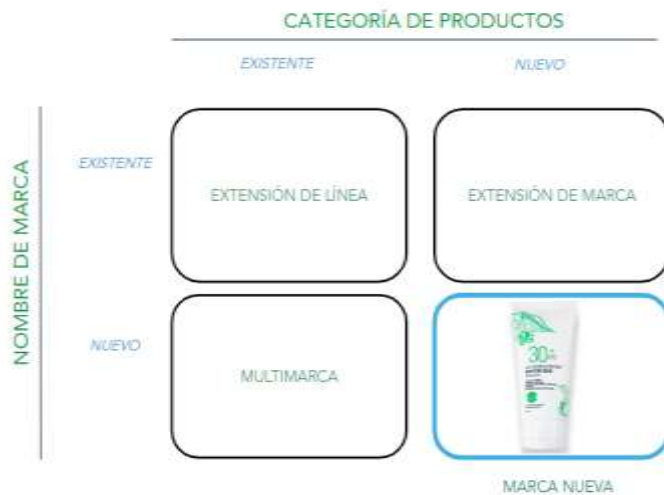 CATEGORÍA DE PRODUCTOS
EXISTENTE
NUEVO
NOMBRE DE MARCA
EXISTENTE
EXTENSIÓN DE LÍNEA
EXTENSIÓN DE MARCA
NUEVO
MULTIMARCA
30
MARCA NUEVA